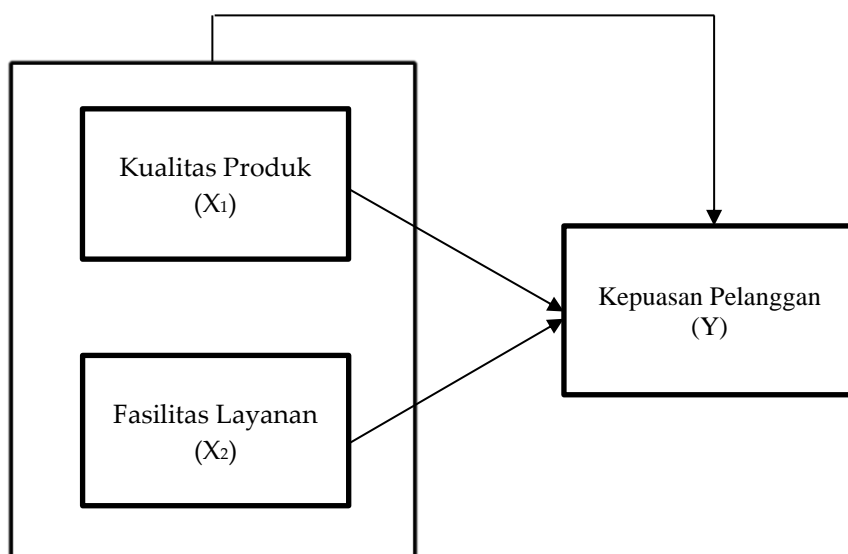 Kualitas Produk
(X₁)
Kepuasan Pelanggan
(Y)
Fasilitas Layanan
(X₂)